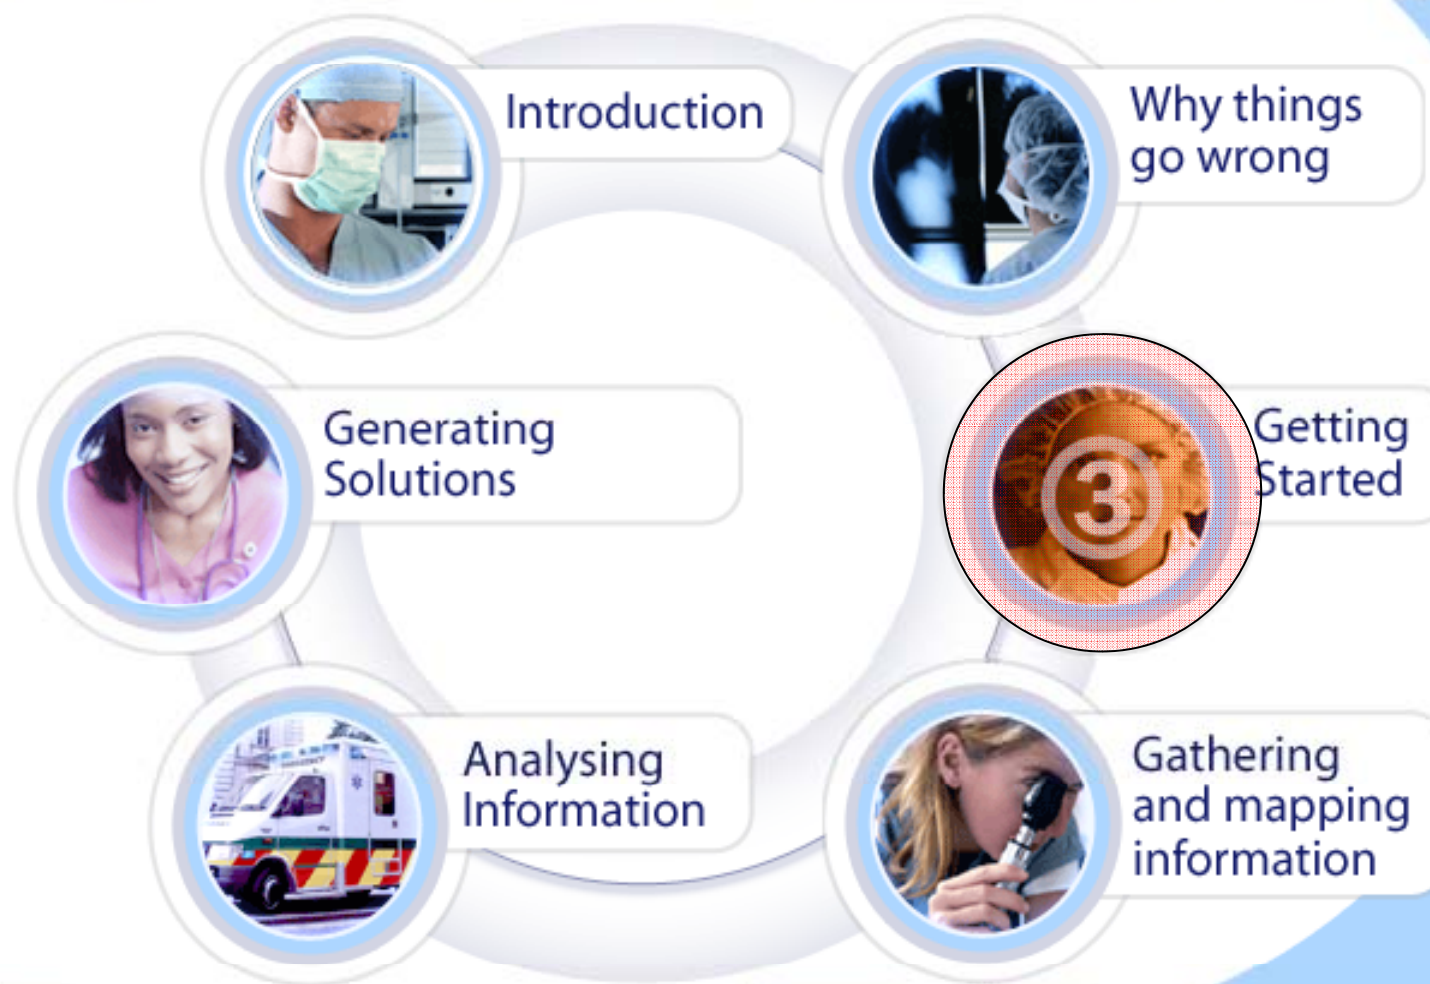 Introduction
Why things
go wrong
3
Getting
Started
Gathering
and mapping
information
Analysing
Information
Generating
Solutions